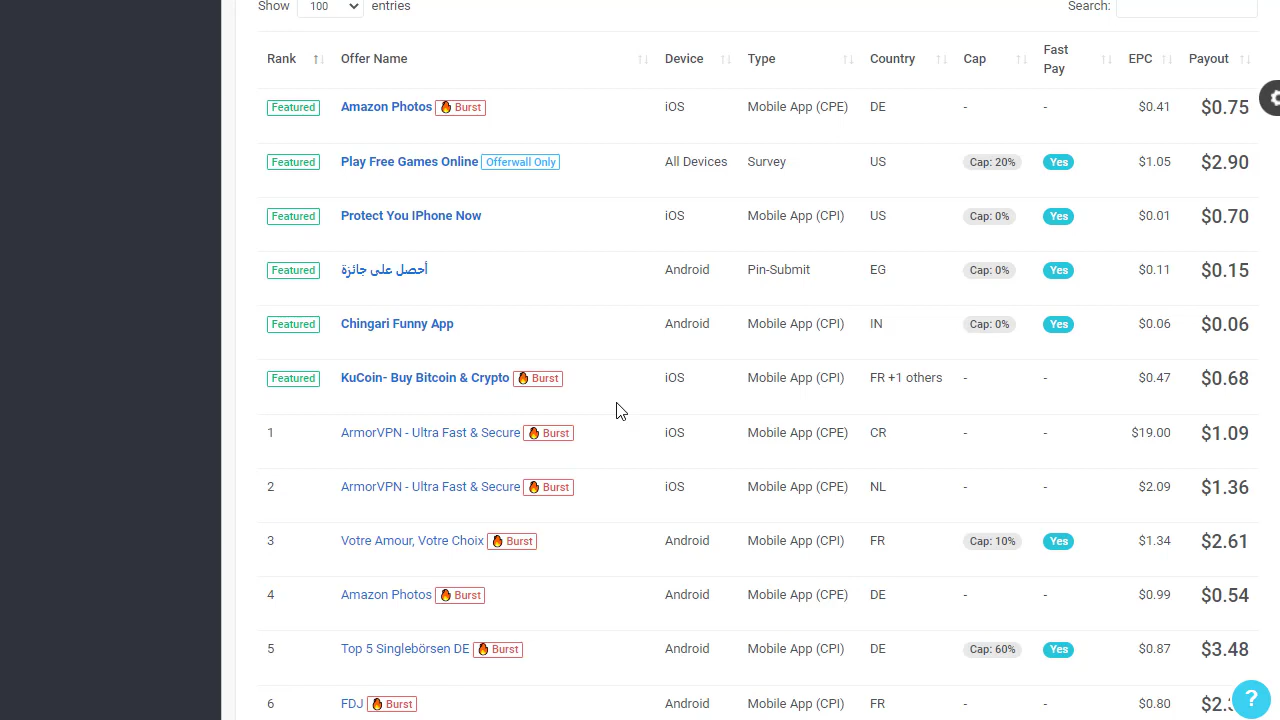 Show 100 entries Search:
Rank Offer Name Device Type Country Cap Fast Pay EPC Payout
Featured Amazon Photos 🔥 Burst iOS Mobile App (CPE) DE - - $0.41 $0.75
Featured Play Free Games Online Offerwall Only All Devices Survey US Cap: 20% Yes $1.05 $2.90
Featured Protect You IPhone Now iOS Mobile App (CPI) US Cap: 0% Yes $0.01 $0.70
Featured أحصل على جائزة Android Pin-Submit EG Cap: 0% Yes $0.11 $0.15
Featured Chingari Funny App Android Mobile App (CPI) IN Cap: 0% Yes $0.06 $0.06
Featured KuCoin- Buy Bitcoin & Crypto 🔥 Burst iOS Mobile App (CPI) FR +1 others - - $0.47 $0.68
1 ArmorVPN - Ultra Fast & Secure 🔥 Burst iOS Mobile App (CPE) CR - - $19.00 $1.09
2 ArmorVPN - Ultra Fast & Secure 🔥 Burst iOS Mobile App (CPE) NL - - $2.09 $1.36
3 Votre Amour, Votre Choix 🔥 Burst Android Mobile App (CPI) FR Cap: 10% Yes $1.34 $2.61
4 Amazon Photos 🔥 Burst Android Mobile App (CPE) DE - - $0.99 $0.54
5 Top 5 Singlebörsen DE 🔥 Burst Android Mobile App (CPI) DE Cap: 60% Yes $0.87 $3.48
6 FDJ 🔥 Burst Android Mobile App (CPI) FR - - $0.80
?